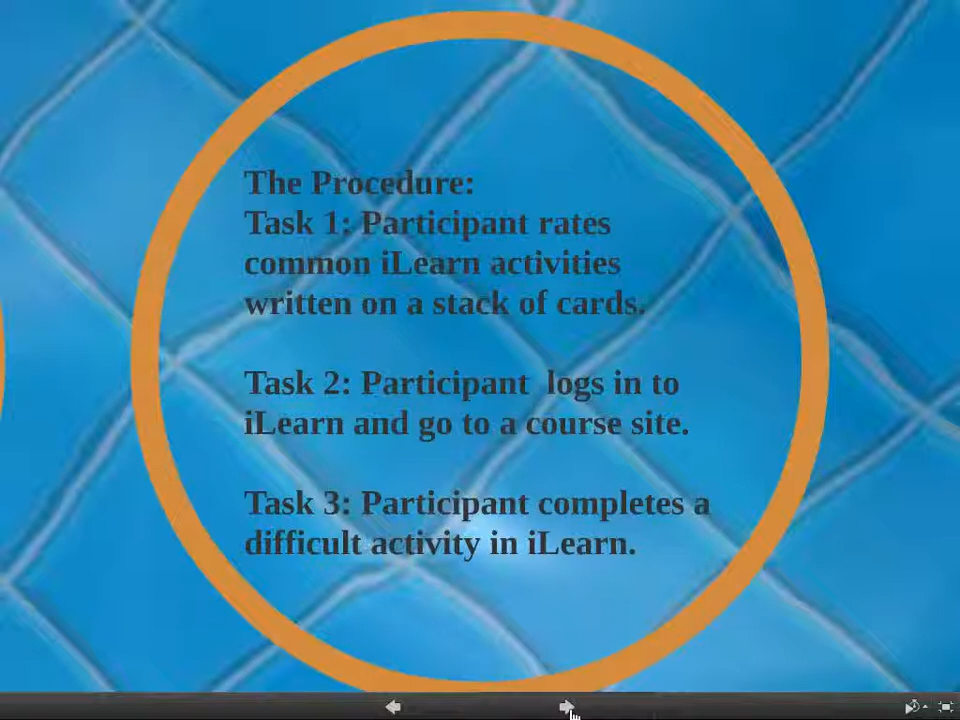 The Procedure:
Task 1: Participant rates
common iLearn activities
written on a stack of cards.
Task 2: Participant  logs in to
iLearn and go to a course site.
Task 3: Participant completes a
difficult activity in iLearn.